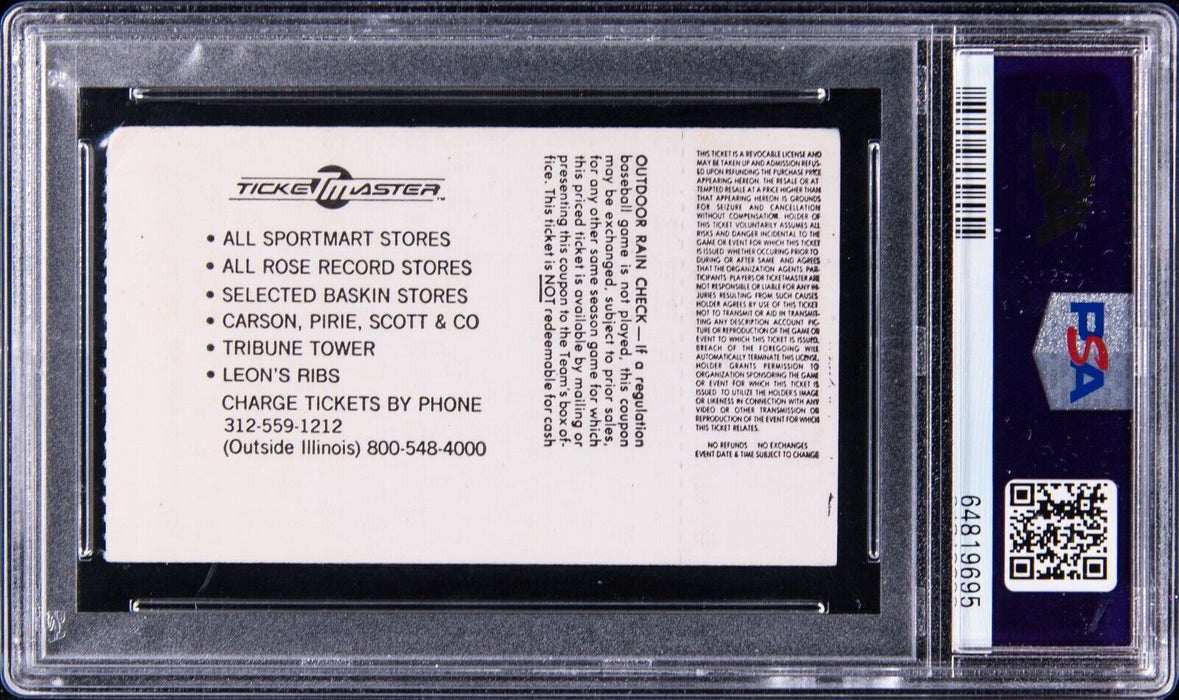 TICKETMASTER
• ALL SPORTMART STORES
• ALL ROSE RECORD STORES
• SELECTED BASKIN STORES
• CARSON, PIRIE, SCOTT & CO
• TRIBUNE TOWER
• LEON'S RIBS
CHARGE TICKETS BY PHONE
312-559-1212
(Outside Illinois) 800-548-4000
OUTDOOR RAIN CHECK—If a regulation
baseball game is not played, this coupon
may be exchanged, subject to prior sales,
for any other same season game for which
this priced ticket is available by mailing or
presenting this coupon to the Team's box of-
fice. This ticket is NOT redeemable for cash
THIS TICKET IS A REVOCABLE LICENSE AND
MAY BE TAKEN UP AND ADMISSION REFUS-
ED UPON REFUNDING THE PURCHASE PRICE
APPEARING HEREON. THE RESALE OR AT-
TEMPTED RESALE AT A PRICE HIGHER THAN
THAT APPEARING HEREON IS GROUNDS
FOR SEIZURE AND CANCELLATION
WITHOUT COMPENSATION. HOLDER OF
THIS TICKET VOLUNTARILY ASSUMES ALL
RISKS AND DANGER INCIDENTAL TO THE
GAME OR EVENT FOR WHICH THIS TICKET
IS ISSUED WHETHER OCCURING PRIOR TO
DURING OR AFTER SAME AND AGREES
THAT THE ORGANIZATION AGENTS PAR-
TICIPANTS PLAYERS OR TICKETMASTER ARE
NOT RESPONSIBLE OR LIABLE FOR ANY IN-
JURIES RESULTING FROM SUCH CAUSES
HOLDER AGREES BY USE OF THIS TICKET
NOT TO TRANSMIT OR AID IN TRANSMIT-
TING ANY DESCRIPTION ACCOUNT PIC-
TURE OR REPRODUCTION OF THE GAME OR
EVENT TO WHICH THIS TICKET IS ISSUED.
BREACH OF THE FOREGOING WILL
AUTOMATICALLY TERMINATE THIS LICENSE.
HOLDER GRANTS PERMISSION TO
ORGANIZATION SPONSORING THE GAME
OR EVENT FOR WHICH THIS TICKET IS
ISSUED TO UTILIZE THE HOLDER'S IMAGE
OR LIKENESS IN CONNECTION WITH ANY
VIDEO OR OTHER TRANSMISSION OR
REPRODUCTION OF THE EVENT FOR WHICH
THIS TICKET RELATES.
NO REFUNDS NO EXCHANGES
EVENT DATE & TIME SUBJECT TO CHANGE
PSA
PSA
64819695